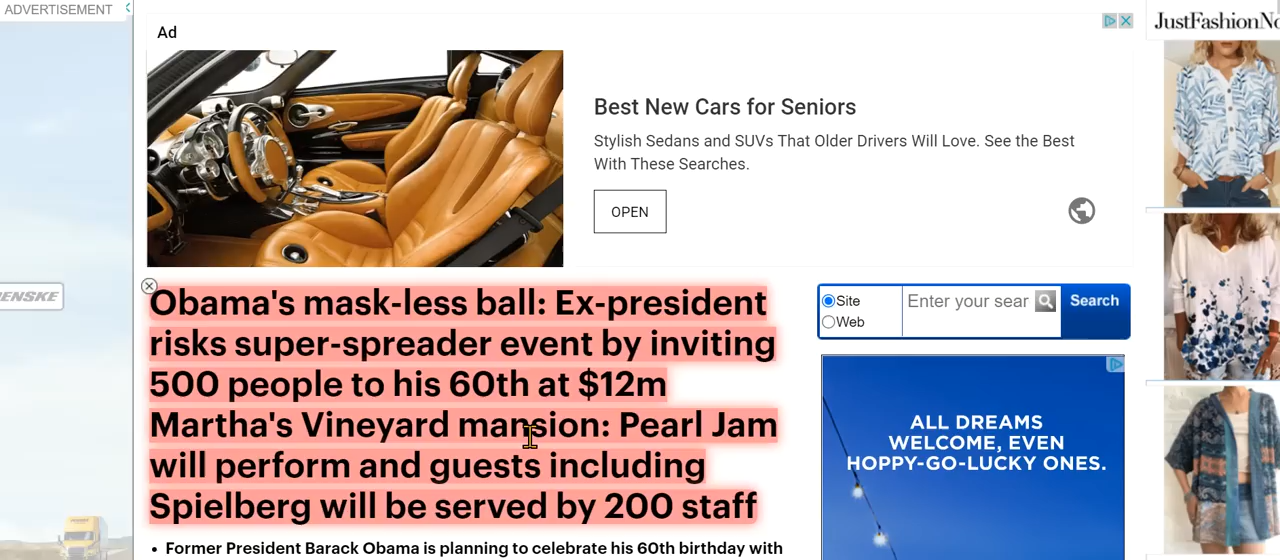 ADVERTISEMENT
Ad
Best New Cars for Seniors
Stylish Sedans and SUVs That Older Drivers Will Love. See the Best
With These Searches.
OPEN
JustFashionNo
ENSKE
Obama's mask-less ball: Ex-president
risks super-spreader event by inviting
500 people to his 60th at $12m
Martha's Vineyard mansion: Pearl Jam
will perform and guests including
Spielberg will be served by 200 staff
• Former President Barack Obama is planning to celebrate his 60th birthday with
Site
Web
Enter your sear
Search
ALL DREAMS
WELCOME, EVEN
HOPPY-GO-LUCKY ONES.